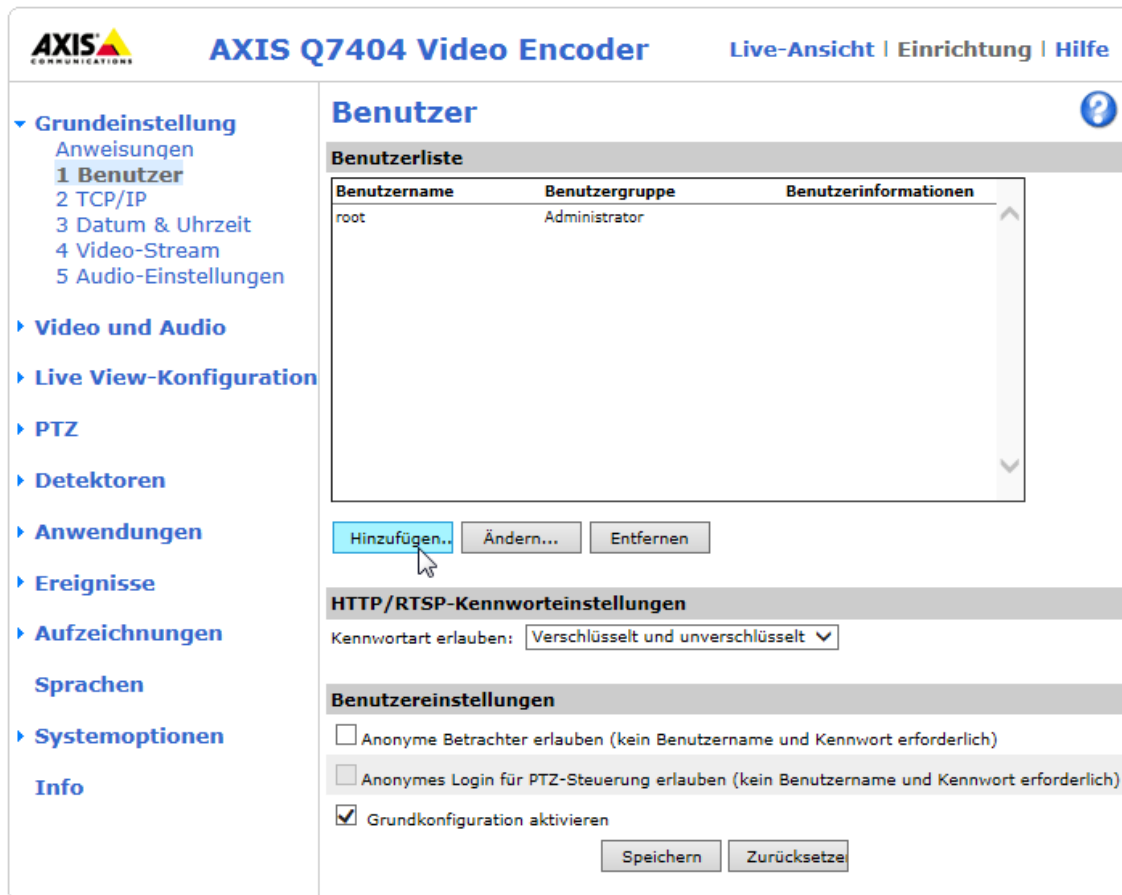 AXIS
COMMUNICATIONS
AXIS Q7404 Video Encoder
Live-Ansicht | Einrichtung | Hilfe
Grundeinstellung
Anweisungen
1 Benutzer
2 TCP/IP
3 Datum & Uhrzeit
4 Video-Stream
5 Audio-Einstellungen
Video und Audio
Live View-Konfiguration
PTZ
Detektoren
Anwendungen
Ereignisse
Aufzeichnungen
Sprachen
Systemoptionen
Info
Benutzer
?
Benutzerliste
Benutzername Benutzergruppe Benutzerinformationen
root Administrator
Hinzufügen.. Ändern... Entfernen
HTTP/RTSP-Kennworteinstellungen
Kennwortart erlauben: Verschlüsselt und unverschlüsselt
Benutzereinstellungen
Anonyme Betrachter erlauben (kein Benutzername und Kennwort erforderlich)
Anonymes Login für PTZ-Steuerung erlauben (kein Benutzername und Kennwort erforderlich)
Grundkonfiguration aktivieren
Speichern Zurücksetze